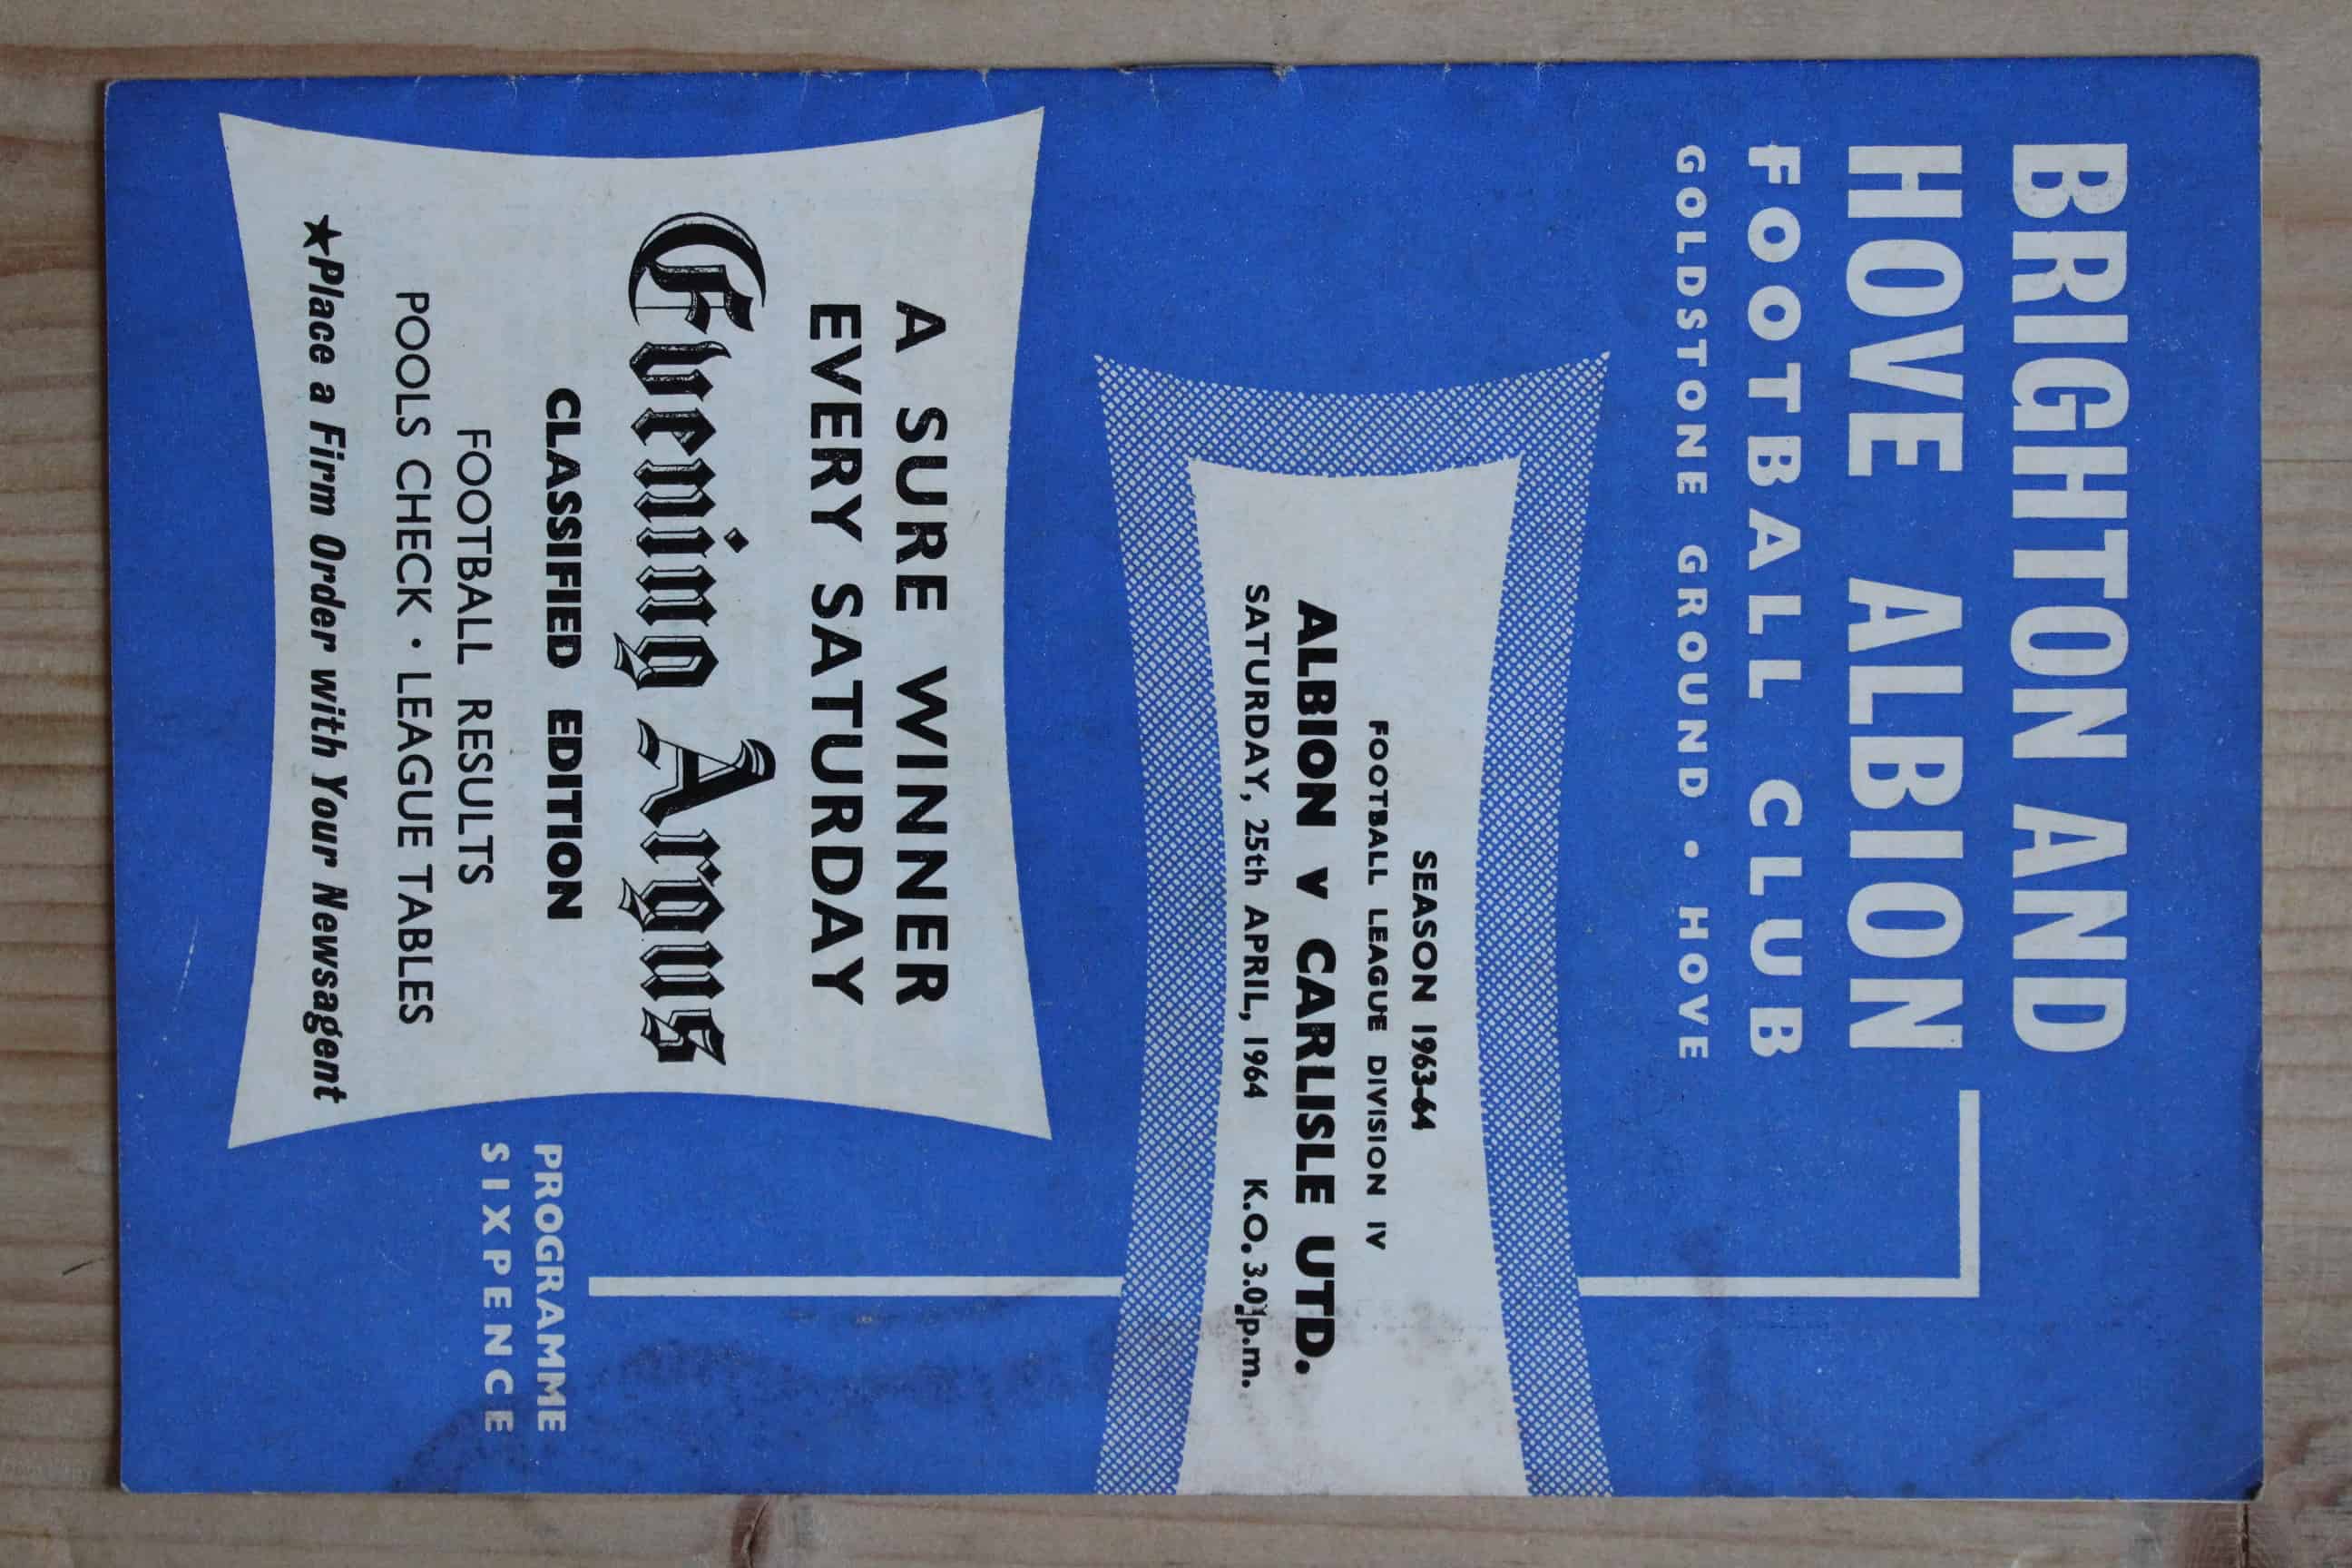 BRIGHTON AND
HOVE ALBION
FOOTBALL CLUB
GOLDSTONE GROUND • HOVE
SEASON 1963-64
FOOTBALL LEAGUE DIVISION IV
ALBION v CARLISLE UTD.
SATURDAY, 25th APRIL, 1964 K.O. 3.0 p.m.
A SURE WINNER
EVERY SATURDAY
Evening Argus
CLASSIFIED EDITION
FOOTBALL RESULTS
POOLS CHECK • LEAGUE TABLES
★Place a Firm Order with Your Newsagent
PROGRAMME
SIXPENCE